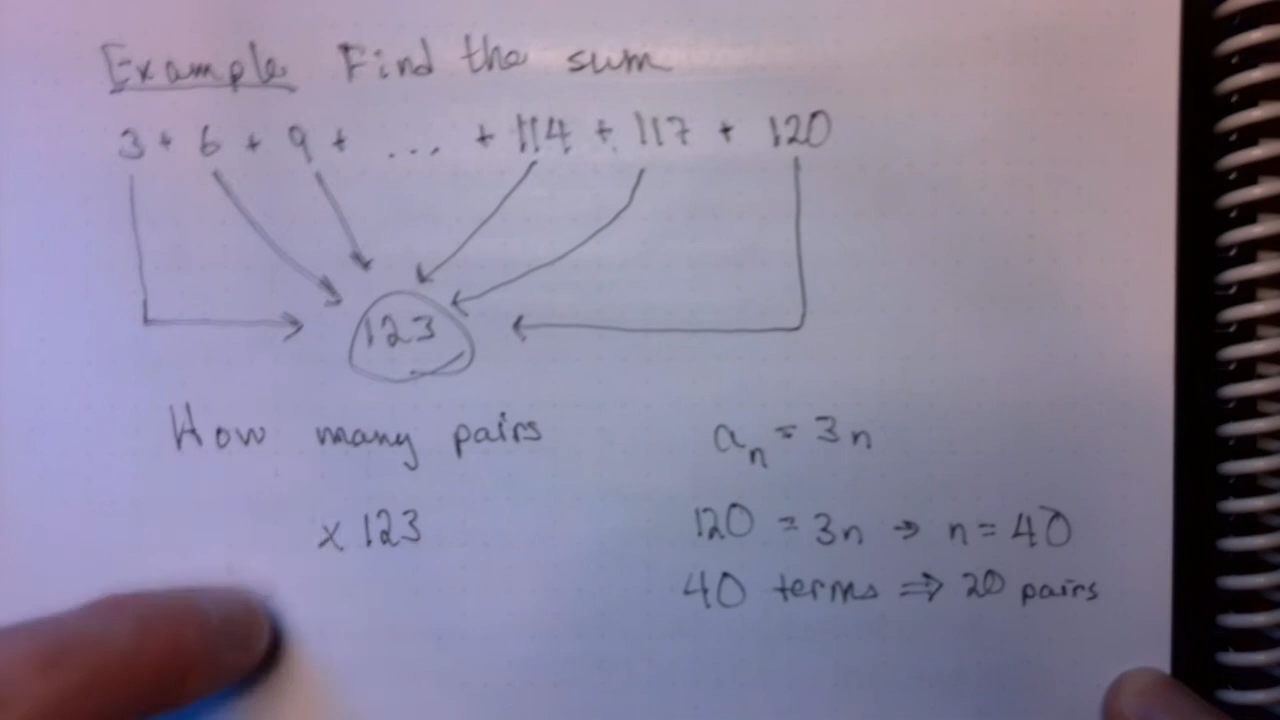 Example Find the sum
3 + 6 + 9 + ... + 114 + 117 + 120
123
How many pairs
x 123
aₙ = 3n
120 = 3n → n = 40
40 terms ⇒ 20 pairs